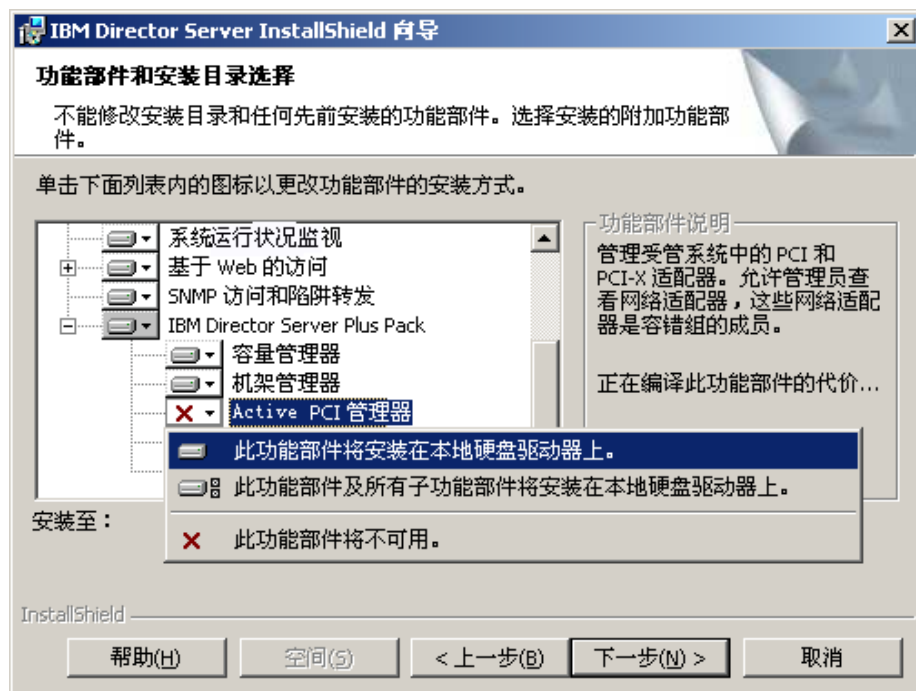 IBM Director Server InstallShield 向导
功能部件和安装目录选择
不能修改安装目录和任何先前安装的功能部件。选择安装的附加功能部
件。
单击下面列表内的图标以更改功能部件的安装方式。
系统运行状况监视
基于 Web 的访问
SNMP 访问和陷阱转发
IBM Director Server Plus Pack
容量管理器
机架管理器
Active PCI 管理器
此功能部件将安装在本地硬盘驱动器上。
此功能部件及所有子功能部件将安装在本地硬盘驱动器上。
此功能部件将不可用。
功能部件说明
管理受管系统中的 PCI 和
PCI-X 适配器。允许管理员查
看网络适配器，这些网络适配
器是容错组的成员。
正在编译此功能部件的代价...
安装至：
InstallShield
帮助(H)
空间(S)
< 上一步(B)
下一步(N) >
取消